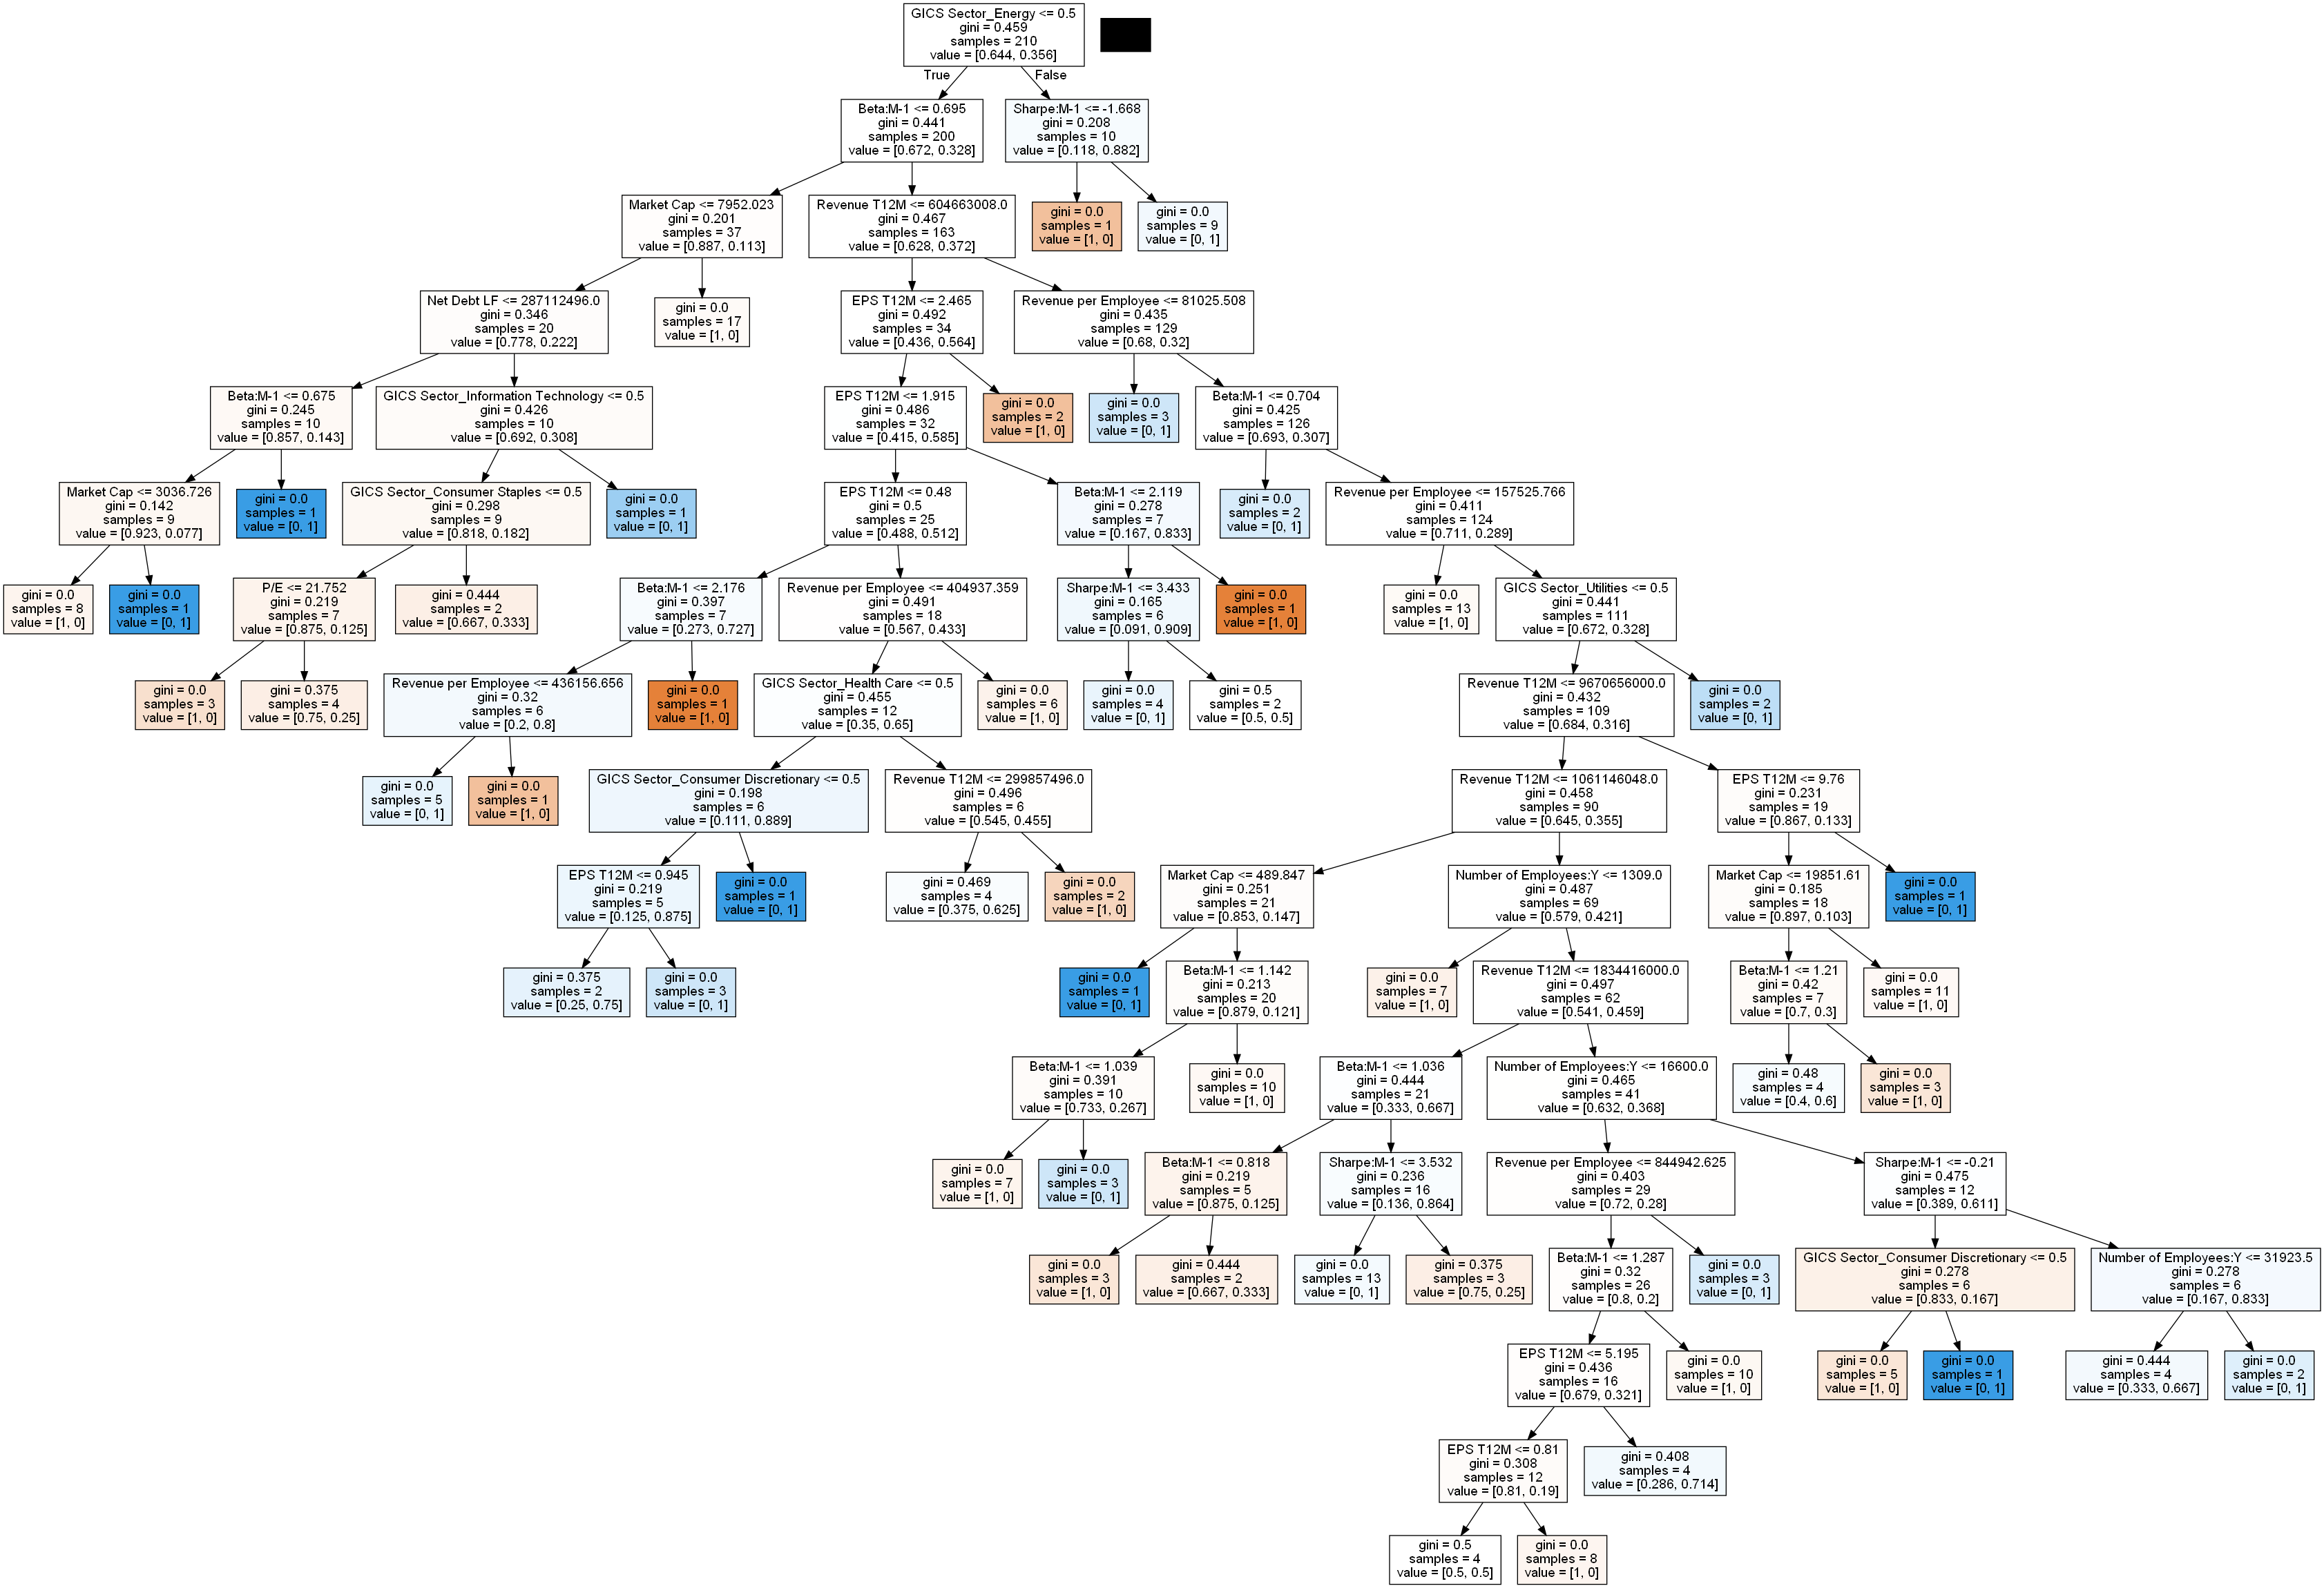 GICS Sector_Energy <= 0.5
gini = 0.459
samples = 210
value = [0.644, 0.356]
True
False
Beta:M-1 <= 0.695
gini = 0.441
samples = 200
value = [0.672, 0.328]
Sharpe:M-1 <= -1.668
gini = 0.208
samples = 10
value = [0.118, 0.882]
Market Cap <= 7952.023
gini = 0.201
samples = 37
value = [0.887, 0.113]
Revenue T12M <= 604663008.0
gini = 0.467
samples = 163
value = [0.628, 0.372]
gini = 0.0
samples = 1
value = [1, 0]
gini = 0.0
samples = 9
value = [0, 1]
Net Debt LF <= 287112496.0
gini = 0.346
samples = 20
value = [0.778, 0.222]
gini = 0.0
samples = 17
value = [1, 0]
EPS T12M <= 2.465
gini = 0.492
samples = 34
value = [0.436, 0.564]
Revenue per Employee <= 81025.508
gini = 0.435
samples = 129
value = [0.68, 0.32]
Beta:M-1 <= 0.675
gini = 0.245
samples = 10
value = [0.857, 0.143]
GICS Sector_Information Technology <= 0.5
gini = 0.426
samples = 10
value = [0.692, 0.308]
EPS T12M <= 1.915
gini = 0.486
samples = 32
value = [0.415, 0.585]
gini = 0.0
samples = 2
value = [1, 0]
gini = 0.0
samples = 3
value = [0, 1]
Beta:M-1 <= 0.704
gini = 0.425
samples = 126
value = [0.693, 0.307]
Market Cap <= 3036.726
gini = 0.142
samples = 9
value = [0.923, 0.077]
gini = 0.0
samples = 1
value = [0, 1]
GICS Sector_Consumer Staples <= 0.5
gini = 0.298
samples = 9
value = [0.818, 0.182]
gini = 0.0
samples = 1
value = [0, 1]
EPS T12M <= 0.48
gini = 0.5
samples = 25
value = [0.488, 0.512]
Beta:M-1 <= 2.119
gini = 0.278
samples = 7
value = [0.167, 0.833]
gini = 0.0
samples = 2
value = [0, 1]
Revenue per Employee <= 157525.766
gini = 0.411
samples = 124
value = [0.711, 0.289]
gini = 0.0
samples = 8
value = [1, 0]
gini = 0.0
samples = 1
value = [0, 1]
P/E <= 21.752
gini = 0.219
samples = 7
value = [0.875, 0.125]
gini = 0.444
samples = 2
value = [0.667, 0.333]
Beta:M-1 <= 2.176
gini = 0.397
samples = 7
value = [0.273, 0.727]
Revenue per Employee <= 404937.359
gini = 0.491
samples = 18
value = [0.567, 0.433]
Sharpe:M-1 <= 3.433
gini = 0.165
samples = 6
value = [0.091, 0.909]
gini = 0.0
samples = 1
value = [1, 0]
gini = 0.0
samples = 13
value = [1, 0]
GICS Sector_Utilities <= 0.5
gini = 0.441
samples = 111
value = [0.672, 0.328]
gini = 0.0
samples = 3
value = [1, 0]
gini = 0.375
samples = 4
value = [0.75, 0.25]
Revenue per Employee <= 436156.656
gini = 0.32
samples = 6
value = [0.2, 0.8]
gini = 0.0
samples = 1
value = [1, 0]
GICS Sector_Health Care <= 0.5
gini = 0.455
samples = 12
value = [0.35, 0.65]
gini = 0.0
samples = 6
value = [1, 0]
gini = 0.0
samples = 4
value = [0, 1]
gini = 0.5
samples = 2
value = [0.5, 0.5]
Revenue T12M <= 9670656000.0
gini = 0.432
samples = 109
value = [0.684, 0.316]
gini = 0.0
samples = 2
value = [0, 1]
gini = 0.0
samples = 5
value = [0, 1]
gini = 0.0
samples = 1
value = [1, 0]
GICS Sector_Consumer Discretionary <= 0.5
gini = 0.198
samples = 6
value = [0.111, 0.889]
Revenue T12M <= 299857496.0
gini = 0.496
samples = 6
value = [0.545, 0.455]
Revenue T12M <= 1061146048.0
gini = 0.458
samples = 90
value = [0.645, 0.355]
EPS T12M <= 9.76
gini = 0.231
samples = 19
value = [0.867, 0.133]
EPS T12M <= 0.945
gini = 0.219
samples = 5
value = [0.125, 0.875]
gini = 0.0
samples = 1
value = [0, 1]
gini = 0.469
samples = 4
value = [0.375, 0.625]
gini = 0.0
samples = 2
value = [1, 0]
Market Cap <= 489.847
gini = 0.251
samples = 21
value = [0.853, 0.147]
Number of Employees:Y <= 1309.0
gini = 0.487
samples = 69
value = [0.579, 0.421]
Market Cap <= 19851.61
gini = 0.185
samples = 18
value = [0.897, 0.103]
gini = 0.0
samples = 1
value = [0, 1]
gini = 0.375
samples = 2
value = [0.25, 0.75]
gini = 0.0
samples = 3
value = [0, 1]
gini = 0.0
samples = 1
value = [0, 1]
Beta:M-1 <= 1.142
gini = 0.213
samples = 20
value = [0.879, 0.121]
gini = 0.0
samples = 7
value = [1, 0]
Revenue T12M <= 1834416000.0
gini = 0.497
samples = 62
value = [0.541, 0.459]
Beta:M-1 <= 1.21
gini = 0.42
samples = 7
value = [0.7, 0.3]
gini = 0.0
samples = 11
value = [1, 0]
Beta:M-1 <= 1.039
gini = 0.391
samples = 10
value = [0.733, 0.267]
gini = 0.0
samples = 10
value = [1, 0]
Beta:M-1 <= 1.036
gini = 0.444
samples = 21
value = [0.333, 0.667]
Number of Employees:Y <= 16600.0
gini = 0.465
samples = 41
value = [0.632, 0.368]
gini = 0.48
samples = 4
value = [0.4, 0.6]
gini = 0.0
samples = 3
value = [1, 0]
gini = 0.0
samples = 7
value = [1, 0]
gini = 0.0
samples = 3
value = [0, 1]
Beta:M-1 <= 0.818
gini = 0.219
samples = 5
value = [0.875, 0.125]
Sharpe:M-1 <= 3.532
gini = 0.236
samples = 16
value = [0.136, 0.864]
Revenue per Employee <= 844942.625
gini = 0.403
samples = 29
value = [0.72, 0.28]
Sharpe:M-1 <= -0.21
gini = 0.475
samples = 12
value = [0.389, 0.611]
gini = 0.0
samples = 3
value = [1, 0]
gini = 0.444
samples = 2
value = [0.667, 0.333]
gini = 0.0
samples = 13
value = [0, 1]
gini = 0.375
samples = 3
value = [0.75, 0.25]
Beta:M-1 <= 1.287
gini = 0.32
samples = 26
value = [0.8, 0.2]
gini = 0.0
samples = 3
value = [0, 1]
GICS Sector_Consumer Discretionary <= 0.5
gini = 0.278
samples = 6
value = [0.833, 0.167]
Number of Employees:Y <= 31923.5
gini = 0.278
samples = 6
value = [0.167, 0.833]
EPS T12M <= 5.195
gini = 0.436
samples = 16
value = [0.679, 0.321]
gini = 0.0
samples = 10
value = [1, 0]
gini = 0.0
samples = 5
value = [1, 0]
gini = 0.0
samples = 1
value = [0, 1]
gini = 0.444
samples = 4
value = [0.333, 0.667]
gini = 0.0
samples = 2
value = [0, 1]
EPS T12M <= 0.81
gini = 0.308
samples = 12
value = [0.81, 0.19]
gini = 0.408
samples = 4
value = [0.286, 0.714]
gini = 0.5
samples = 4
value = [0.5, 0.5]
gini = 0.0
samples = 8
value = [1, 0]